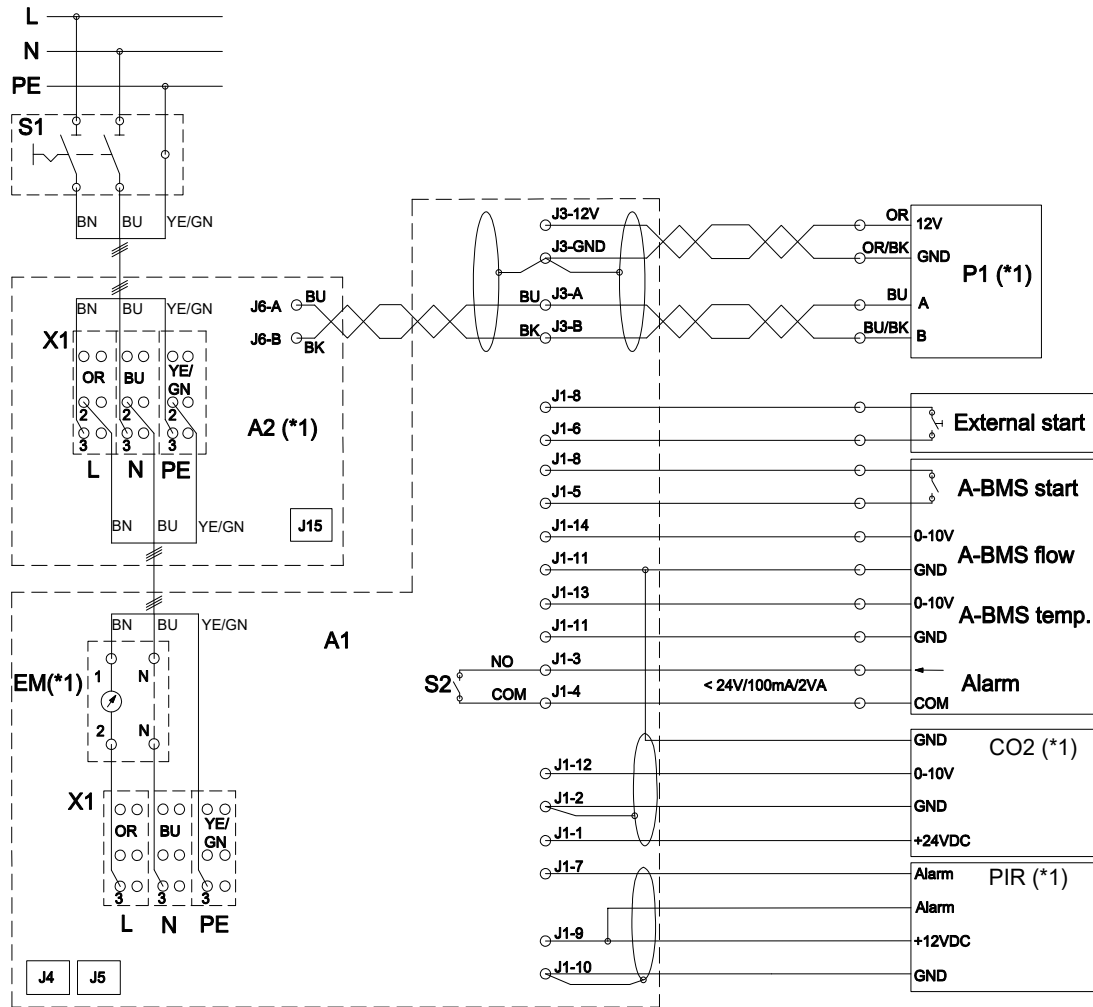 L
N
PE
S1
BN BU YE/GN
BN BU YE/GN
X1
OR BU YE/
GN
2 2 2
3 3 3
L N PE
A2 (*1)
J6-A BU
J6-B BK
BN BU YE/GN
J15
BN BU YE/GN
A1
EM(*1)
1 N
2 N
X1
OR BU YE/
GN
3 3 3
L N PE
J4 J5
J3-12V OR 12V
J3-GND OR/BK GND
P1 (*1)
BU J3-A BU A
BK J3-B BU/BK B
J1-8
External start
J1-6
J1-8
A-BMS start
J1-5
J1-14 0-10V
A-BMS flow
J1-11 GND
J1-13 0-10V
A-BMS temp.
J1-11 GND
NO J1-3
S2 < 24V/100mA/2VA Alarm
COM J1-4 COM
GND CO2 (*1)
J1-12 0-10V
J1-2 GND
J1-1 +24VDC
J1-7 Alarm PIR (*1)
Alarm
J1-9 +12VDC
J1-10 GND